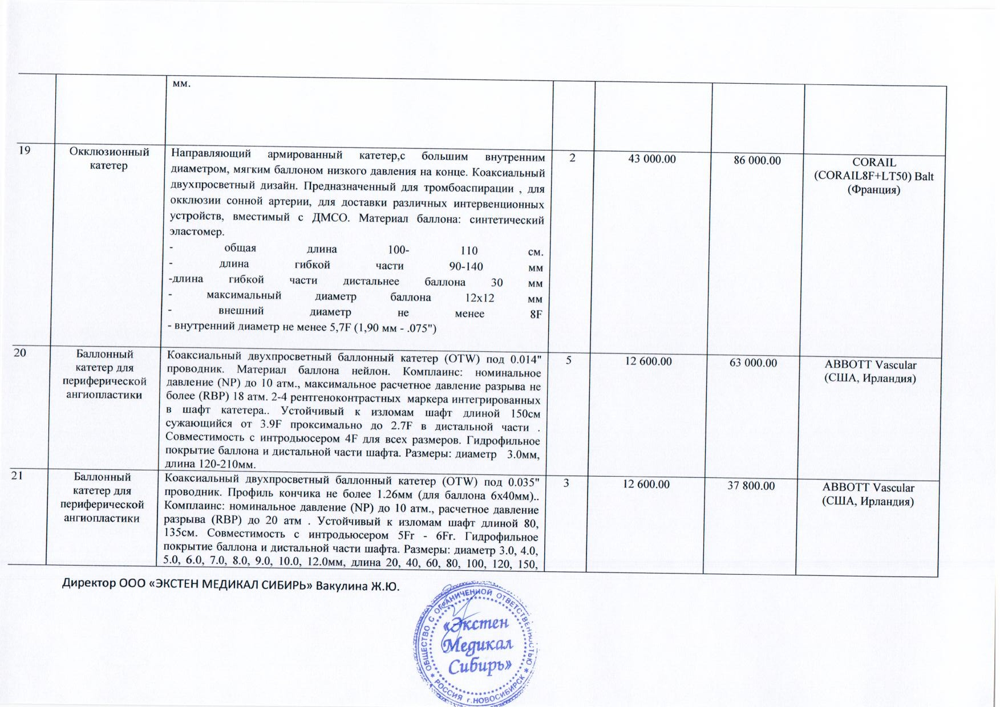 мм.
19
Окклюзионный
катетер
Направляющий армированный катетер,с большим внутренним
диаметром, мягким баллоном низкого давления на конце. Коаксиальный
двухпросветный дизайн. Предназначенный для тромбоаспирации , для
окклюзии сонной артерии, для доставки различных интервенционных
устройств, вместимый с ДМСО. Материал баллона: синтетический
эластомер.
- общая длина 100- 110 см.
- длина гибкой части 90-140 мм
-длина гибкой части дистальнее баллона 30 мм
- максимальный диаметр баллона 12х12 мм
- внешний диаметр не менее 8F
- внутренний диаметр не менее 5,7F (1,90 мм - .075")
2
43 000.00
86 000.00
CORAIL
(CORAIL8F+LT50) Balt
(Франция)
20
Баллонный
катетер для
периферической
ангиопластики
Коаксиальный двухпросветный баллонный катетер (OTW) под 0.014"
проводник. Материал баллона нейлон. Комплаинс: номинальное
давление (NP) до 10 атм., максимальное расчетное давление разрыва не
более (RBP) 18 атм. 2-4 рентгеноконтрастных маркера интегрированных
в шафт катетера.. Устойчивый к изломам шафт длиной 150см
сужающийся от 3.9F проксимально до 2.7F в дистальной части .
Совместимость с интродьюсером 4F для всех размеров. Гидрофильное
покрытие баллона и дистальной части шафта. Размеры: диаметр 3.0мм,
длина 120-210мм.
5
12 600.00
63 000.00
ABBOTT Vascular
(США, Ирландия)
21
Баллонный
катетер для
периферической
ангиопластики
Коаксиальный двухпросветный баллонный катетер (OTW) под 0.035"
проводник. Профиль кончика не более 1.26мм (для баллона 6х40мм)..
Комплаинс: номинальное давление (NP) до 10 атм., расчетное давление
разрыва (RBP) до 20 атм . Устойчивый к изломам шафт длиной 80,
135см. Совместимость с интродьюсером 5Fr - 6Fr. Гидрофильное
покрытие баллона и дистальной части шафта. Размеры: диаметр 3.0, 4.0,
5.0, 6.0, 7.0, 8.0, 9.0, 10.0, 12.0мм, длина 20, 40, 60, 80, 100, 120, 150,
3
12 600.00
37 800.00
ABBOTT Vascular
(США, Ирландия)
Директор ООО «ЭКСТЕН МЕДИКАЛ СИБИРЬ» Вакулина Ж.Ю.
ОБЩЕСТВО С ОГРАНИЧЕННОЙ ОТВЕТСТВЕННОСТЬЮ
«Экстен
Медикал
Сибирь»
* РОССИЯ г.НОВОСИБИРСК *